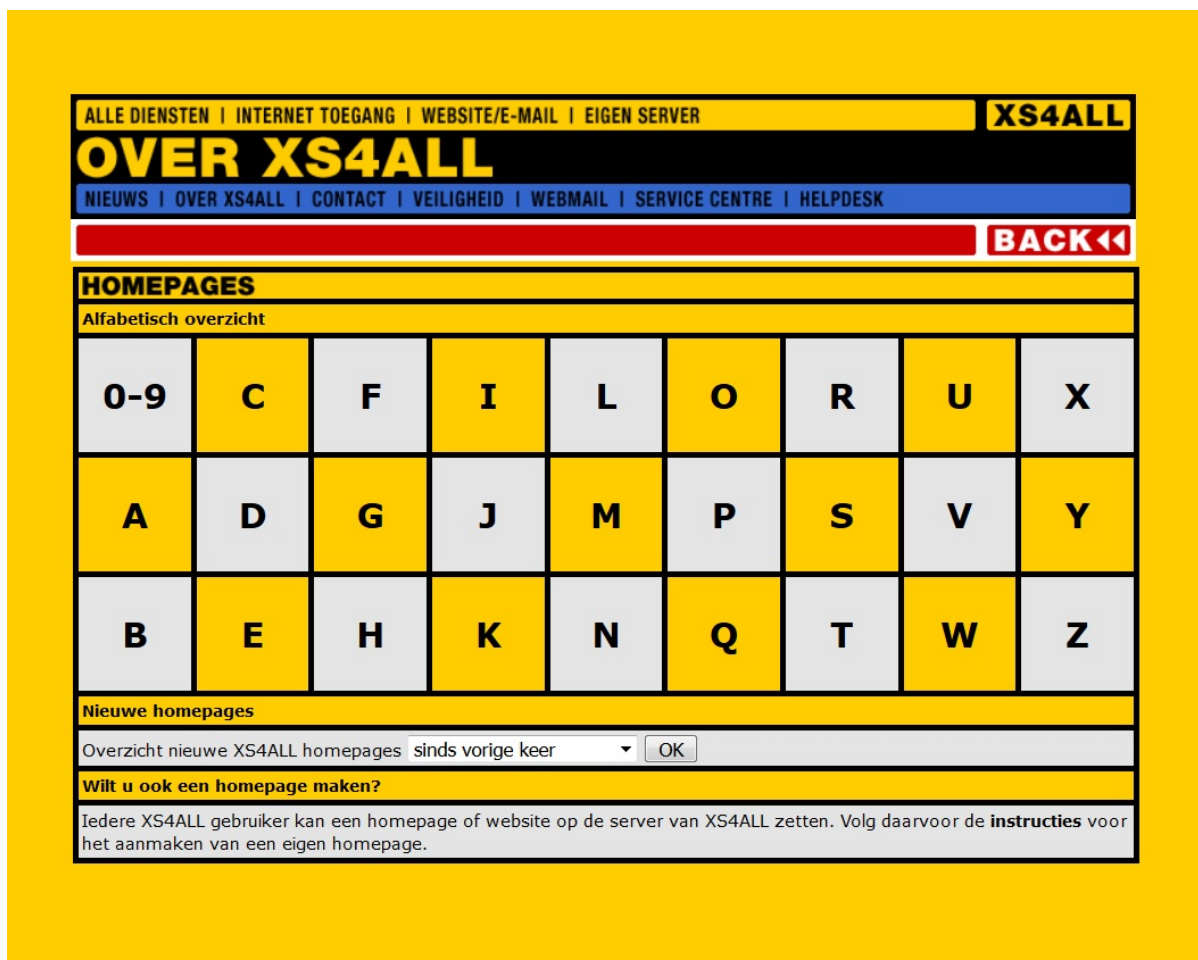 ALLE DIENSTEN | INTERNET TOEGANG | WEBSITE/E-MAIL | EIGEN SERVER
XS4ALL
OVER XS4ALL
NIEUWS | OVER XS4ALL | CONTACT | VEILIGHEID | WEBMAIL | SERVICE CENTRE | HELPDESK
BACK
HOMEPAGES
Alfabetisch overzicht
0-9 C F I L O R U X
A D G J M P S V Y
B E H K N Q T W Z
Nieuwe homepages
Overzicht nieuwe XS4ALL homepages sinds vorige keer OK
Wilt u ook een homepage maken?
Iedere XS4ALL gebruiker kan een homepage of website op de server van XS4ALL zetten. Volg daarvoor de instructies voor
het aanmaken van een eigen homepage.